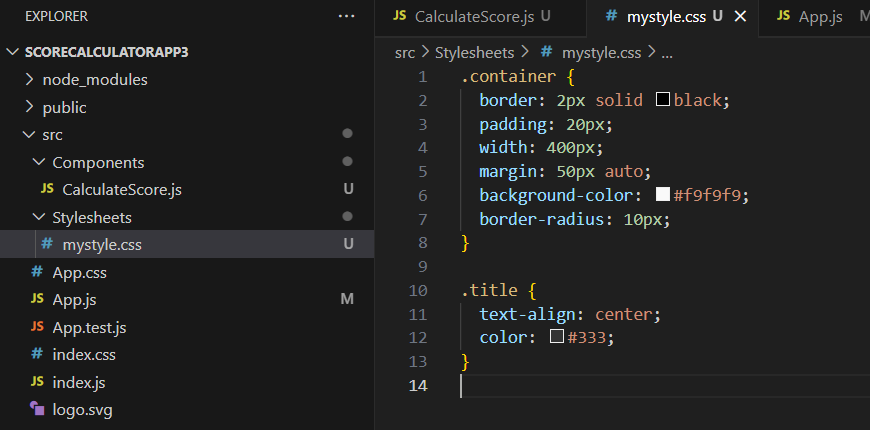 EXPLORER ...
SCORECALCULATORAPP3
node_modules
public
src
Components
JS CalculateScore.js U
Stylesheets
# mystyle.css U
# App.css
JS App.js M
JS App.test.js
# index.css
JS index.js
logo.svg
JS CalculateScore.js U # mystyle.css U JS App.js M
src > Stylesheets > # mystyle.css > ...
1 .container {
2 border: 2px solid black;
3 padding: 20px;
4 width: 400px;
5 margin: 50px auto;
6 background-color: #f9f9f9;
7 border-radius: 10px;
8 }
9
10 .title {
11 text-align: center;
12 color: #333;
13 }
14